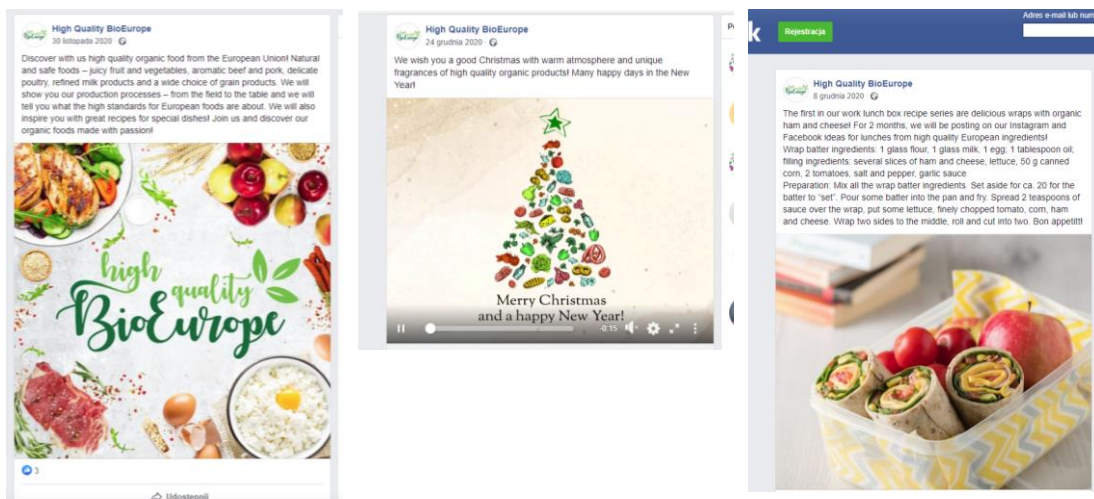 High Quality BioEurope
30 listopada 2020
Discover with us high quality organic food from the European Union! Natural
and safe foods – juicy fruit and vegetables, aromatic beef and pork, delicate
poultry, refined milk products and a wide choice of grain products. We will
show you our production processes – from the field to the table and we will
tell you what the high standards for European foods are about. We will also
inspire you with great recipes for special dishes! Join us and discover our
organic foods made with passion!
high
quality
BioEurope
3
Udostępnij
High Quality BioEurope
24 grudnia 2020
We wish you a good Christmas with warm atmosphere and unique
fragrances of high quality organic products! Many happy days in the New
Year!
Merry Christmas
and a happy New Year!
-0:15
Adres e-mail lub num
k
Rejestracja
High Quality BioEurope
8 grudnia 2020
The first in our work lunch box recipe series are delicious wraps with organic
ham and cheese! For 2 months, we will be posting on our Instagram and
Facebook ideas for lunches from high quality European ingredients!
Wrap batter ingredients: 1 glass flour, 1 glass milk, 1 egg; 1 tablespoon oil;
filling ingredients: several slices of ham and cheese, lettuce, 50 g canned
corn, 2 tomatoes, salt and pepper, garlic sauce
Preparation: Mix all the wrap batter ingredients. Set aside for ca. 20 for the
batter to "set". Pour some batter into the pan and fry. Spread 2 teaspoons of
sauce over the wrap, put some lettuce, finely chopped tomato, corn, ham
and cheese. Wrap two sides to the middle, roll and cut into two. Bon appetit!!